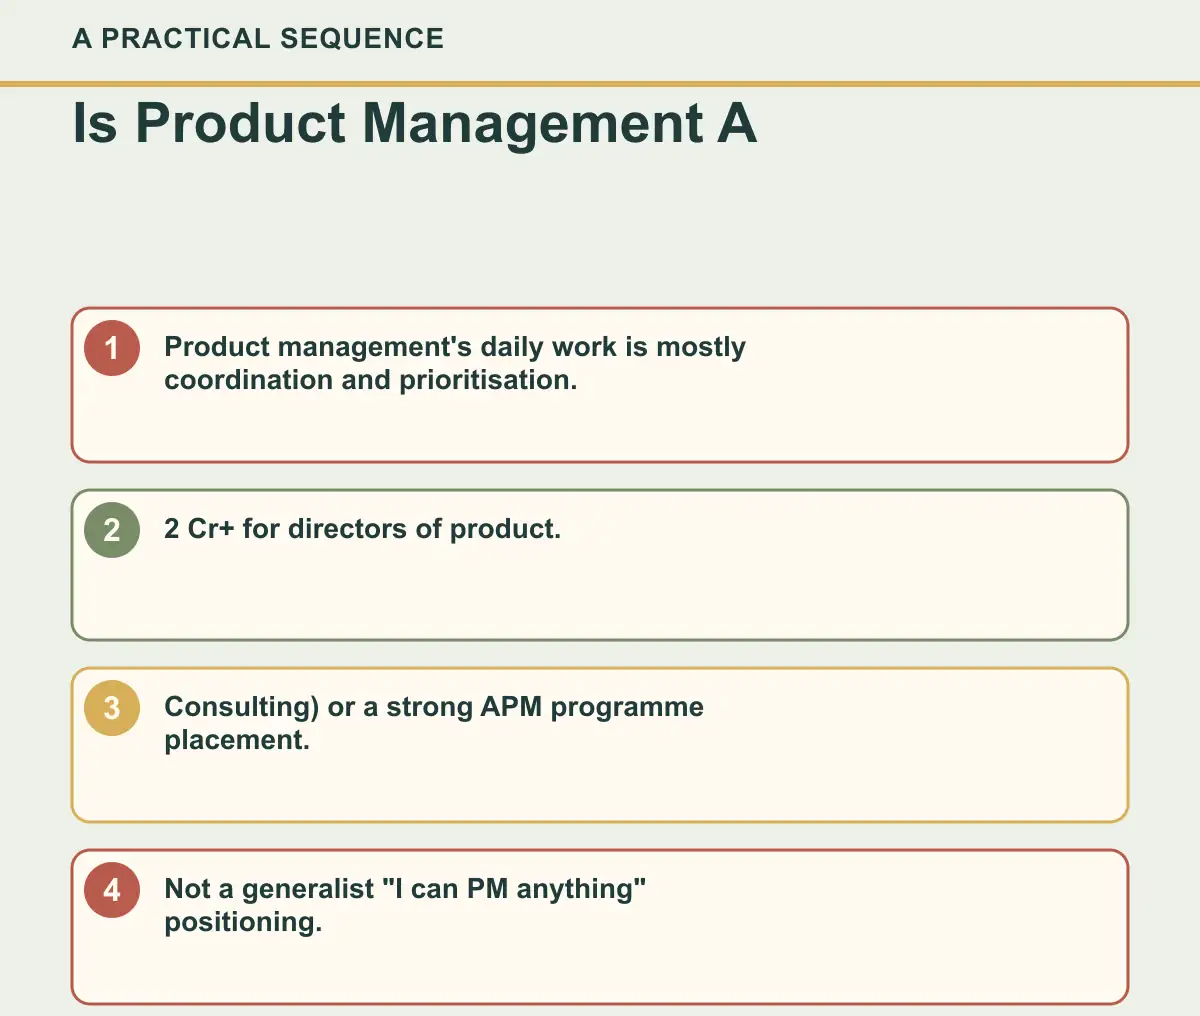 A PRACTICAL SEQUENCE
Is Product Management A
1
Product management's daily work is mostly
coordination and prioritisation.
2
2 Cr+ for directors of product.
3
Consulting) or a strong APM programme
placement.
4
Not a generalist "I can PM anything"
positioning.